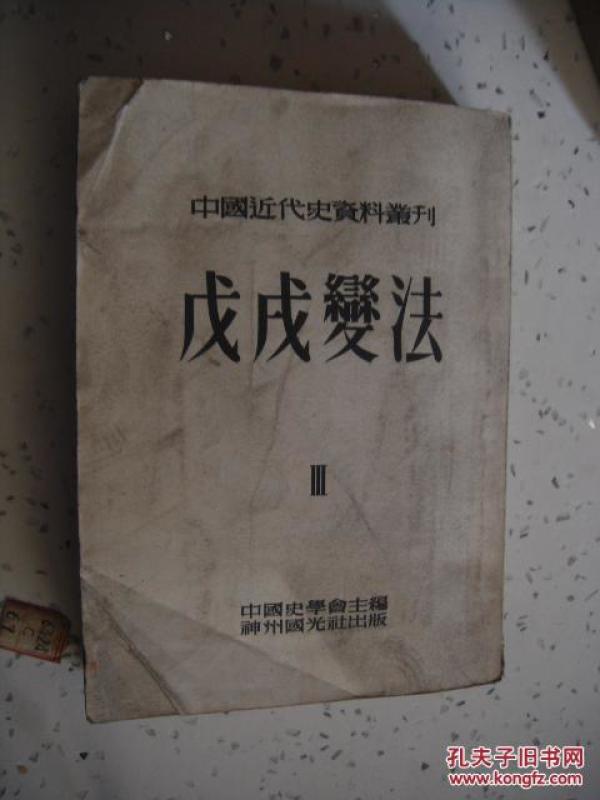 中國近代史資料叢刊
戊戌變法
III
中國史學會主編
神州國光社出版
孔夫子旧书网
www.kongfz.com